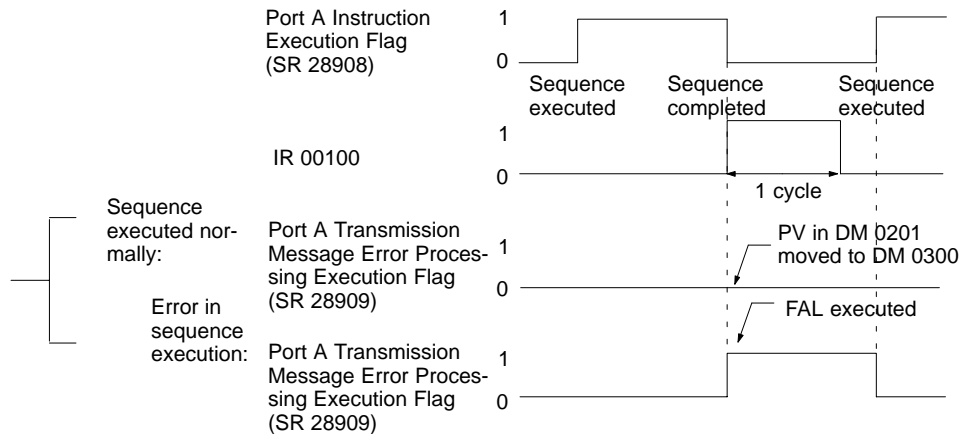 Port A Instruction
Execution Flag
(SR 28908)
1
0
Sequence
executed
Sequence
completed
Sequence
executed
IR 00100
1
0
1 cycle
Sequence
executed nor-
mally:
Port A Transmission
Message Error Proces-
sing Execution Flag
(SR 28909)
1
0
PV in DM 0201
moved to DM 0300
Error in
sequence
execution:
Port A Transmission
Message Error Proces-
sing Execution Flag
(SR 28909)
1
0
FAL executed